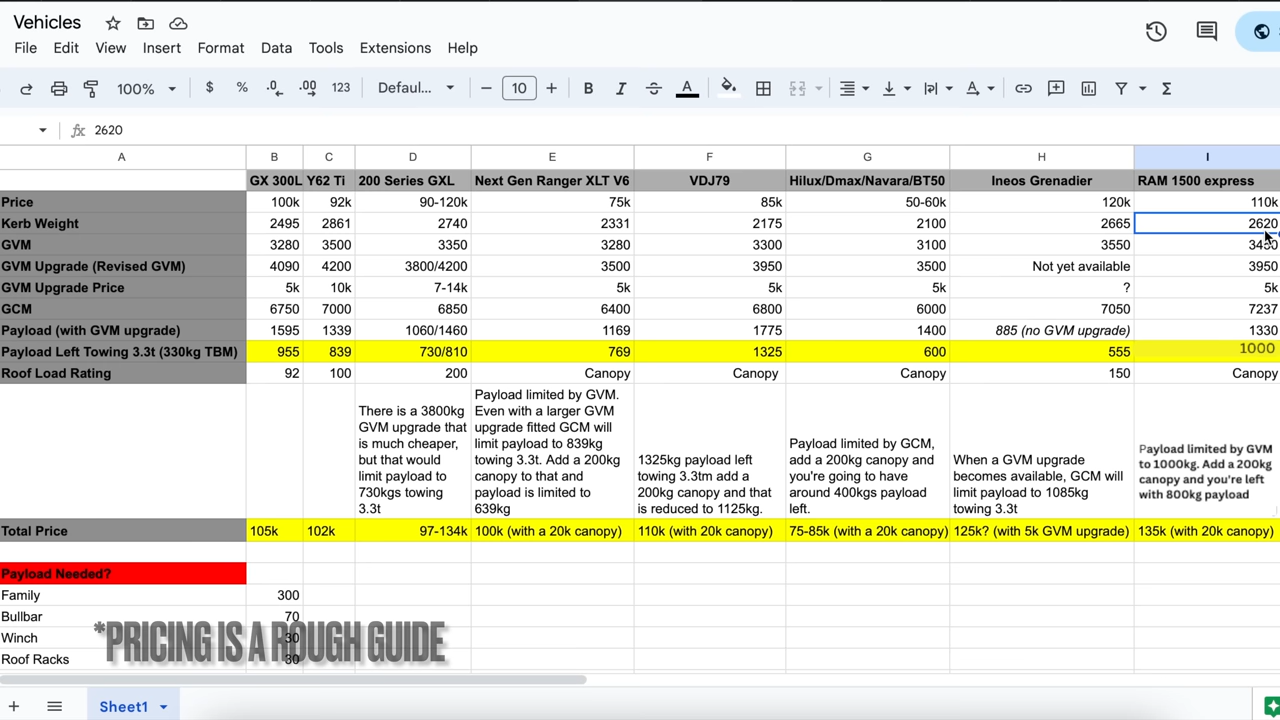 Vehicles
File Edit View Insert Format Data Tools Extensions Help
100% $ % .0 .00 123 Defaul... 10 B I A
fx 2620
A B C D E F G H I
GX 300L Y62 Ti 200 Series GXL Next Gen Ranger XLT V6 VDJ79 Hilux/Dmax/Navara/BT50 Ineos Grenadier RAM 1500 express
Price 100k 92k 90-120k 75k 85k 50-60k 120k 110k
Kerb Weight 2495 2861 2740 2331 2175 2100 2665 2620
GVM 3280 3500 3350 3280 3300 3100 3550
GVM Upgrade (Revised GVM) 4090 4200 3800/4200 3500 3950 3500 Not yet available 3950
GVM Upgrade Price 5k 10k 7-14k 5k 5k 5k ? 5k
GCM 6750 7000 6850 6400 6800 6000 7050 7237
Payload (with GVM upgrade) 1595 1339 1060/1460 1169 1775 1400 885 (no GVM upgrade) 1330
Payload Left Towing 3.3t (330kg TBM) 955 839 730/810 769 1325 600 555 1000
Roof Load Rating 92 100 200 Canopy Canopy Canopy 150 Canopy
There is a 3800kg
GVM upgrade that
is much cheaper,
but that would
limit payload to
730kgs towing
3.3t
Payload limited by GVM.
Even with a larger GVM
upgrade fitted GCM will
limit payload to 839kg
towing 3.3t. Add a 200kg
canopy to that and
payload is limited to
639kg
1325kg payload left
towing 3.3tm add a
200kg canopy and that
is reduced to 1125kg.
Payload limited by GCM,
add a 200kg canopy and
you're going to have
around 400kgs payload
left.
When a GVM upgrade
becomes available, GCM will
limit payload to 1085kg
towing 3.3t
Payload limited by GVM
to 1000kg. Add a 200kg
canopy and you're left
with 800kg payload
Total Price 105k 102k 97-134k 100k (with a 20k canopy) 110k (with 20k canopy) 75-85k (with a 20k canopy) 125k? (with 5k GVM upgrade) 135k (with 20k canopy)
Payload Needed?
Family 300
Bullbar 70
Winch 30
Roof Racks 30
*PRICING IS A ROUGH GUIDE
Sheet1